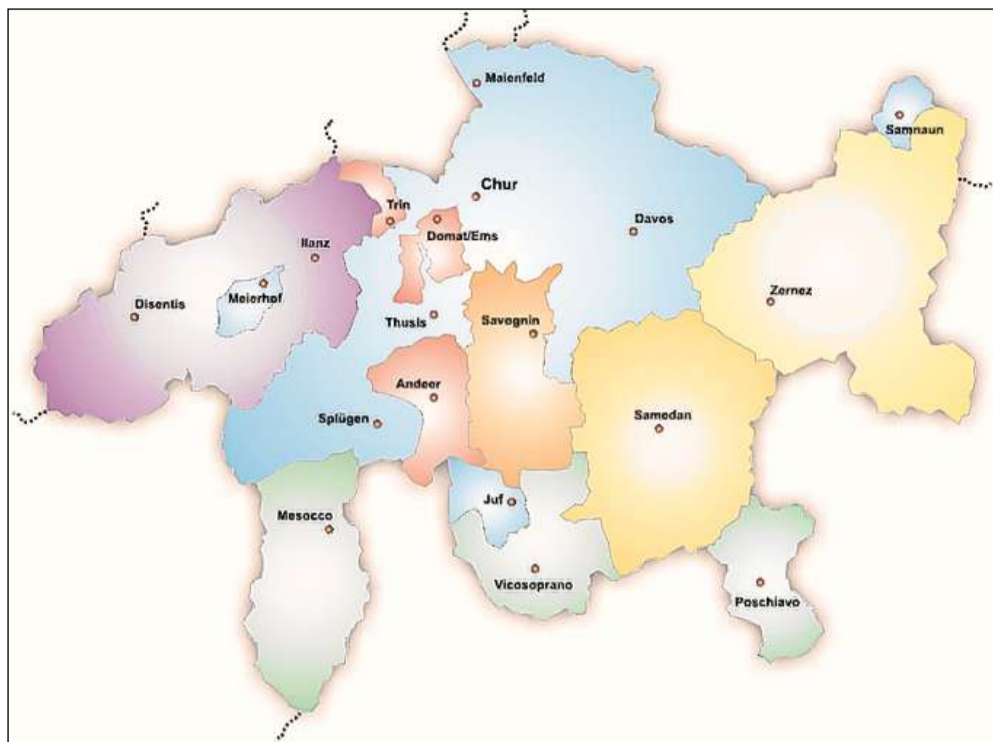 Maienfeld
Samnaun
Chur
Trin
Domat/Ems
Davos
Ilanz
Meierhof
Disentis
Zernez
Thusis
Savognin
Andeer
Splügen
Samedan
Juf
Mesocco
Vicosoprano
Poschiavo